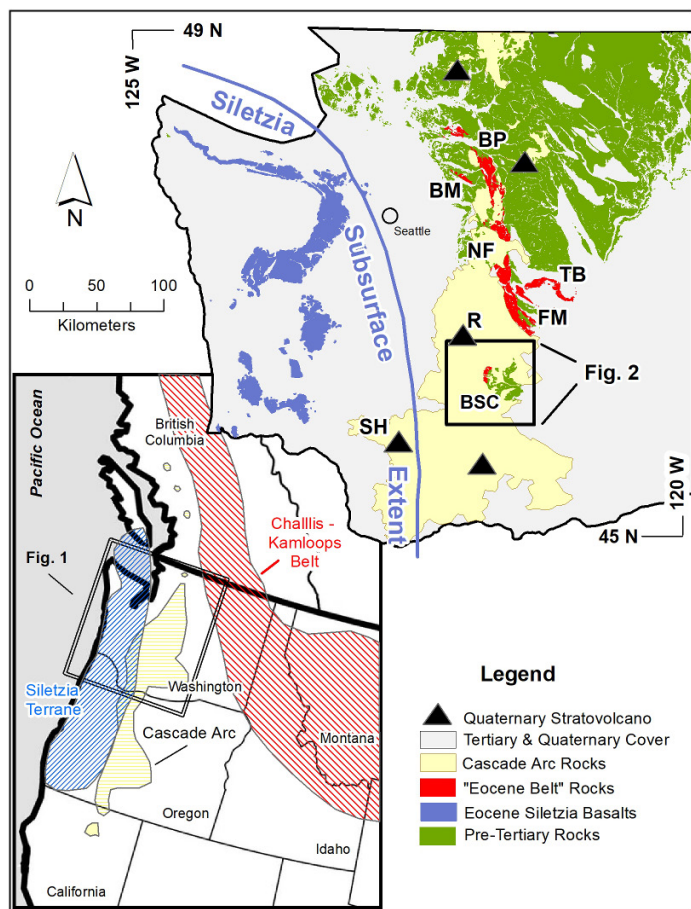 49 N
125 W
Siletzia
Subsurface
Extent
N
0 50 100
Kilometers
Seattle
BP
BM
NF
TB
FM
R
BSC
Fig. 2
SH
120 W
45 N
Pacific Ocean
British
Columbia
Challlis -
Kamloops
Belt
Fig. 1
Siletzia
Terrane
Washington
Cascade Arc
Montana
Oregon
Idaho
California
Legend
Quaternary Stratovolcano
Tertiary & Quaternary Cover
Cascade Arc Rocks
"Eocene Belt" Rocks
Eocene Siletzia Basalts
Pre-Tertiary Rocks